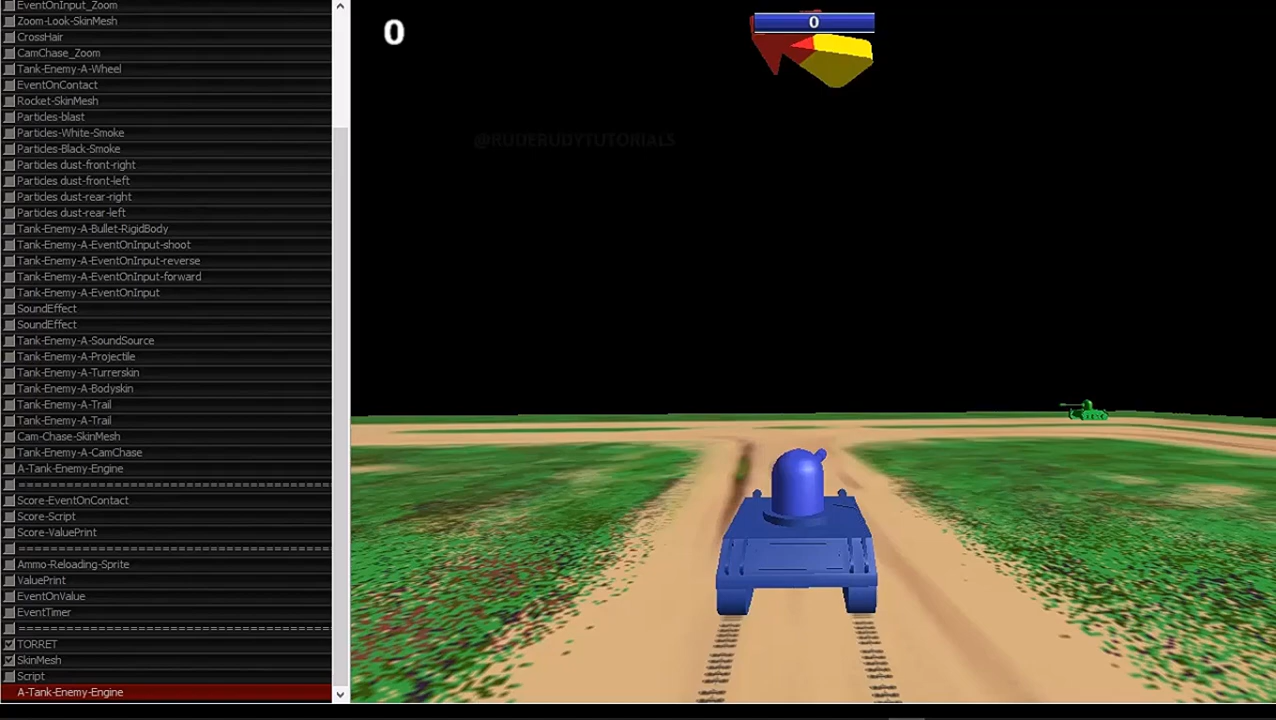 EventOnInput_Zoom
Zoom-Look-SkinMesh
CrossHair
CamChase_Zoom
Tank-Enemy-A-Wheel
EventOnContact
Rocket-SkinMesh
Particles-blast
Particles-White-Smoke
Particles-Black-Smoke
Particles dust-front-right
Particles dust-front-left
Particles dust-rear-right
Particles dust-rear-left
Tank-Enemy-A-Bullet-RigidBody
Tank-Enemy-A-EventOnInput-shoot
Tank-Enemy-A-EventOnInput-reverse
Tank-Enemy-A-EventOnInput-forward
Tank-Enemy-A-EventOnInput
SoundEffect
SoundEffect
Tank-Enemy-A-SoundSource
Tank-Enemy-A-Projectile
Tank-Enemy-A-Turrerskin
Tank-Enemy-A-Bodyskin
Tank-Enemy-A-Trail
Tank-Enemy-A-Trail
Cam-Chase-SkinMesh
Tank-Enemy-A-CamChase
A-Tank-Enemy-Engine
=======================================
Score-EventOnContact
Score-Script
Score-ValuePrint
=======================================
Ammo-Reloading-Sprite
ValuePrint
EventOnValue
EventTimer
=======================================
TORRET
SkinMesh
Script
A-Tank-Enemy-Engine
0
0
@RUDERUDYTUTORIALS